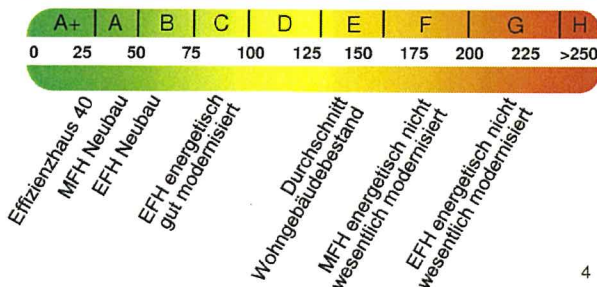 A+ A B C D E F G H
0 25 50 75 100 125 150 175 200 225 >250
Effizienzhaus 40
MFH Neubau
EFH Neubau
EFH energetisch
gut modernisiert
Durchschnitt
Wohngebäudebestand
MFH energetisch nicht
wesentlich modernisiert
EFH energetisch nicht
wesentlich modernisiert
4